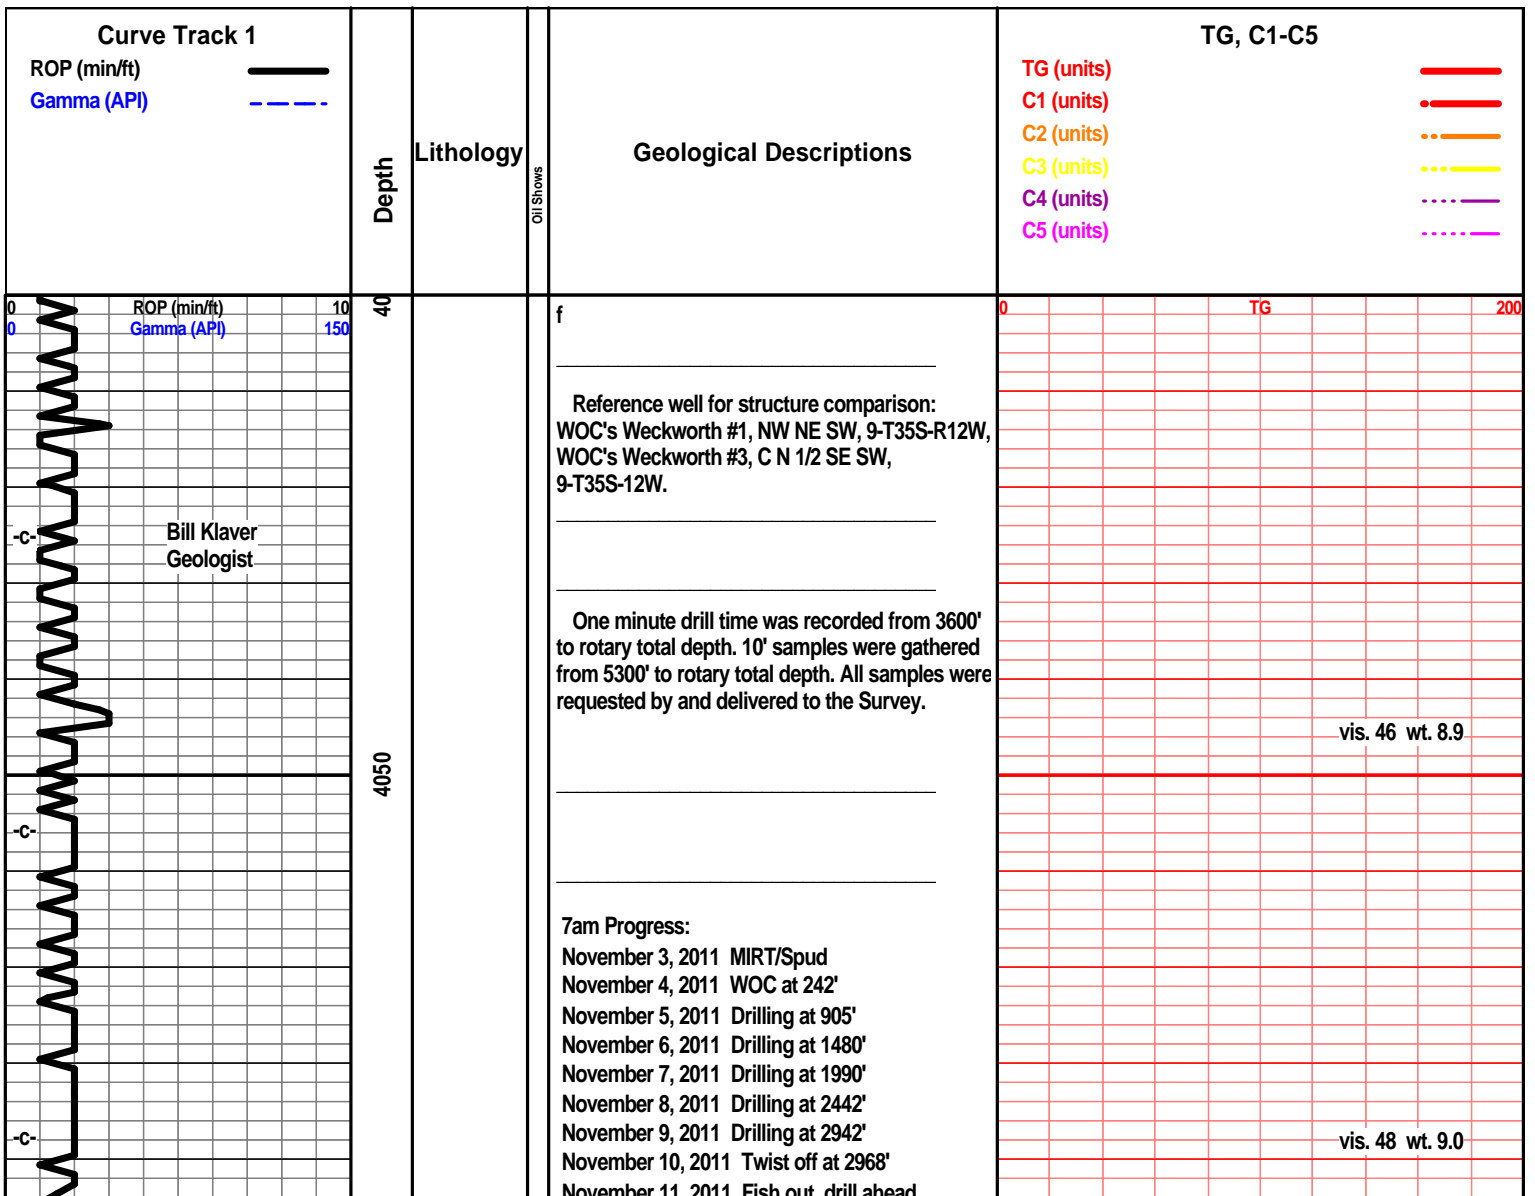 Curve Track 1
ROP (min/ft)
Gamma (API)
Depth
Lithology
Oil Shows
Geological Descriptions
TG, C1-C5
TG (units)
C1 (units)
C2 (units)
C3 (units)
C4 (units)
C5 (units)
0 ROP (min/ft) 10
0 Gamma (API) 150
40
f
0 TG 200
Reference well for structure comparison:
WOC's Weckworth #1, NW NE SW, 9-T35S-R12W,
WOC's Weckworth #3, C N 1/2 SE SW,
9-T35S-12W.
-c-
Bill Klaver
Geologist
One minute drill time was recorded from 3600'
to rotary total depth. 10' samples were gathered
from 5300' to rotary total depth. All samples were
requested by and delivered to the Survey.
vis. 46 wt. 8.9
4050
-c-
7am Progress:
November 3, 2011 MIRT/Spud
November 4, 2011 WOC at 242'
November 5, 2011 Drilling at 905'
November 6, 2011 Drilling at 1480'
November 7, 2011 Drilling at 1990'
November 8, 2011 Drilling at 2442'
November 9, 2011 Drilling at 2942'
-c-
vis. 48 wt. 9.0
November 10, 2011 Twist off at 2968'
November 11, 2011 Fish out, drill ahead